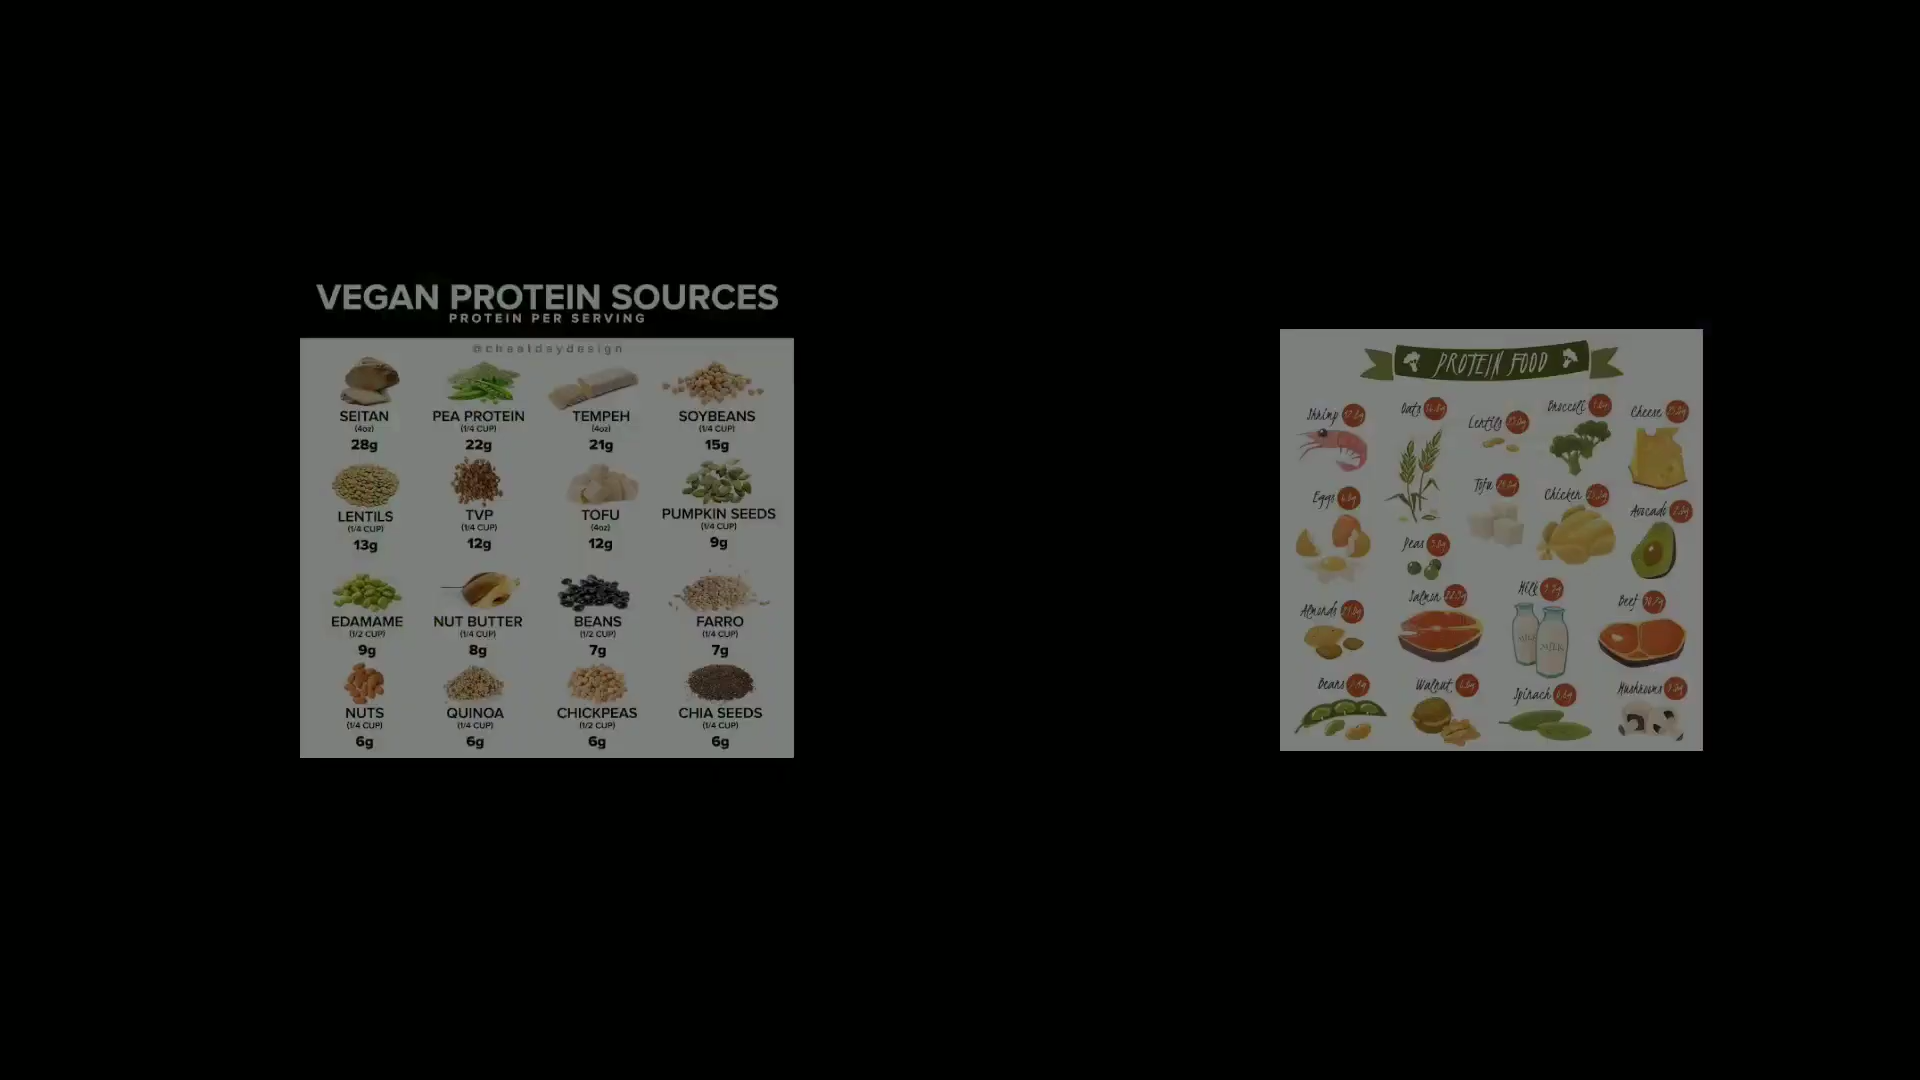 VEGAN PROTEIN SOURCES
PROTEIN PER SERVING
@cheatdaydesign
SEITAN PEA PROTEIN TEMPEH SOYBEANS
(4oz) (1/4 CUP) (4oz) (1/4 CUP)
28g 22g 21g 15g
LENTILS TVP TOFU PUMPKIN SEEDS
(1/4 CUP) (1/4 CUP) (4oz) (1/4 CUP)
13g 12g 12g 9g
EDAMAME NUT BUTTER BEANS FARRO
(1/2 CUP) (1/4 CUP) (1/2 CUP) (1/4 CUP)
9g 8g 7g 7g
NUTS QUINOA CHICKPEAS CHIA SEEDS
(1/4 CUP) (1/4 CUP) (1/2 CUP) (1/4 CUP)
6g 6g 6g 6g
PROTEIN FOOD
Shrimp Oats Lentils Broccoli Cheese
Eggs Tofu Chicken Avocado
Peas
Almonds Salmon Milk Beef
MILK MILK
Beans Walnut Spinach Mushrooms